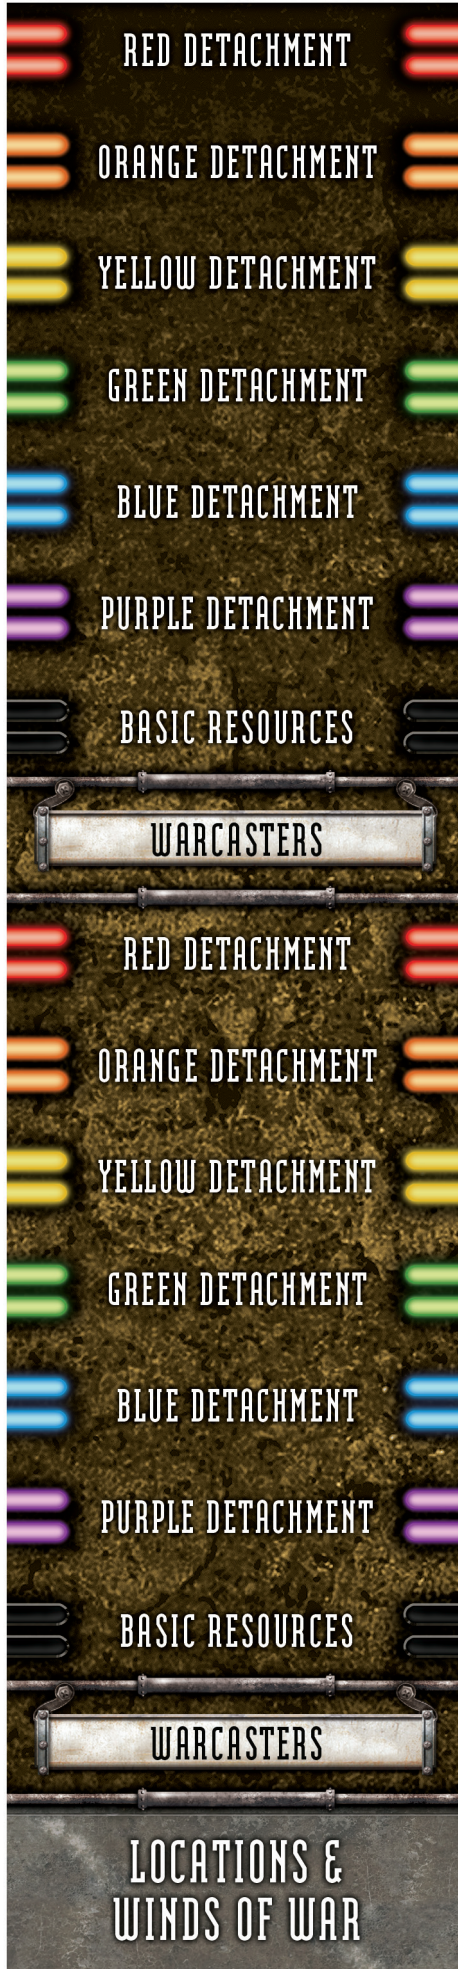 RED DETACHMENT
ORANGE DETACHMENT
YELLOW DETACHMENT
GREEN DETACHMENT
BLUE DETACHMENT
PURPLE DETACHMENT
BASIC RESOURCES
WARCASTERS
RED DETACHMENT
ORANGE DETACHMENT
YELLOW DETACHMENT
GREEN DETACHMENT
BLUE DETACHMENT
PURPLE DETACHMENT
BASIC RESOURCES
WARCASTERS
LOCATIONS &
WINDS OF WAR